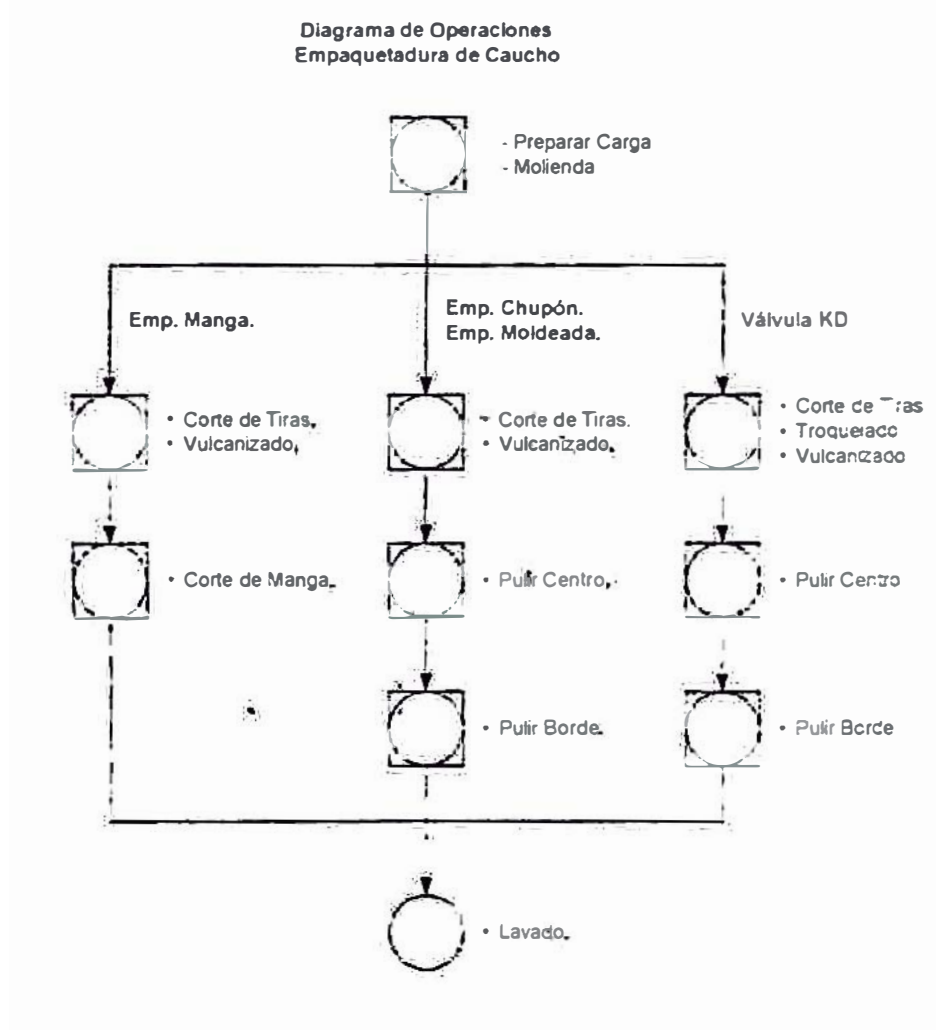 Diagrama de Operaciones
Empaquetadura de Caucho
- Preparar Carga
- Molienda
Emp. Manga.
Emp. Chupón.
Emp. Moldeada.
Válvula KD
• Corte de Tiras.
• Vulcanizado.
• Corte de Tiras.
• Vulcanizado.
• Corte de Tiras
• Troquelado
• Vulcanizado
• Corte de Manga.
• Pulir Centro.
• Pulir Centro
• Pulir Borde.
• Pulir Borde
• Lavado.